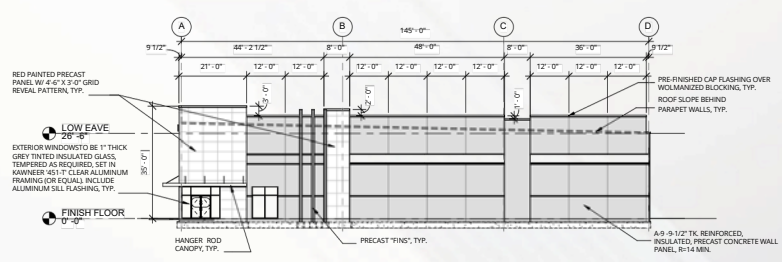 A
B
C
D
145' - 0"
9 1/2"
44' - 2 1/2"
8' - 0"
48' - 0"
8' - 0"
36' - 0"
9 1/2"
21' - 0"
12' - 0"
12' - 0"
12' - 0"
12' - 0"
12' - 0"
12' - 0"
12' - 0"
12' - 0"
12' - 0"
3' - 0"
2' - 0"
1' - 0"
35' - 0"
RED PAINTED PRECAST
PANEL W/ 4'-6" X 3'-0" GRID
REVEAL PATTERN, TYP.
LOW EAVE
26' -6"
EXTERIOR WINDOWSTO BE 1" THICK
GREY TINTED INSULATED GLASS,
TEMPERED AS REQUIRED, SET IN
KAWNEER '451-T' CLEAR ALUMINUM
FRAMING (OR EQUAL). INCLUDE
ALUMINUM SILL FLASHING, TYP.
FINISH FLOOR
0' -0"
HANGER ROD
CANOPY, TYP.
PRECAST "FINS", TYP.
PRE-FINISHED CAP FLASHING OVER
WOLMANIZED BLOCKING, TYP.
ROOF SLOPE BEHIND
PARAPET WALLS, TYP.
A-9 -9-1/2" TK. REINFORCED,
INSULATED, PRECAST CONCRETE WALL
PANEL, R=14 MIN.